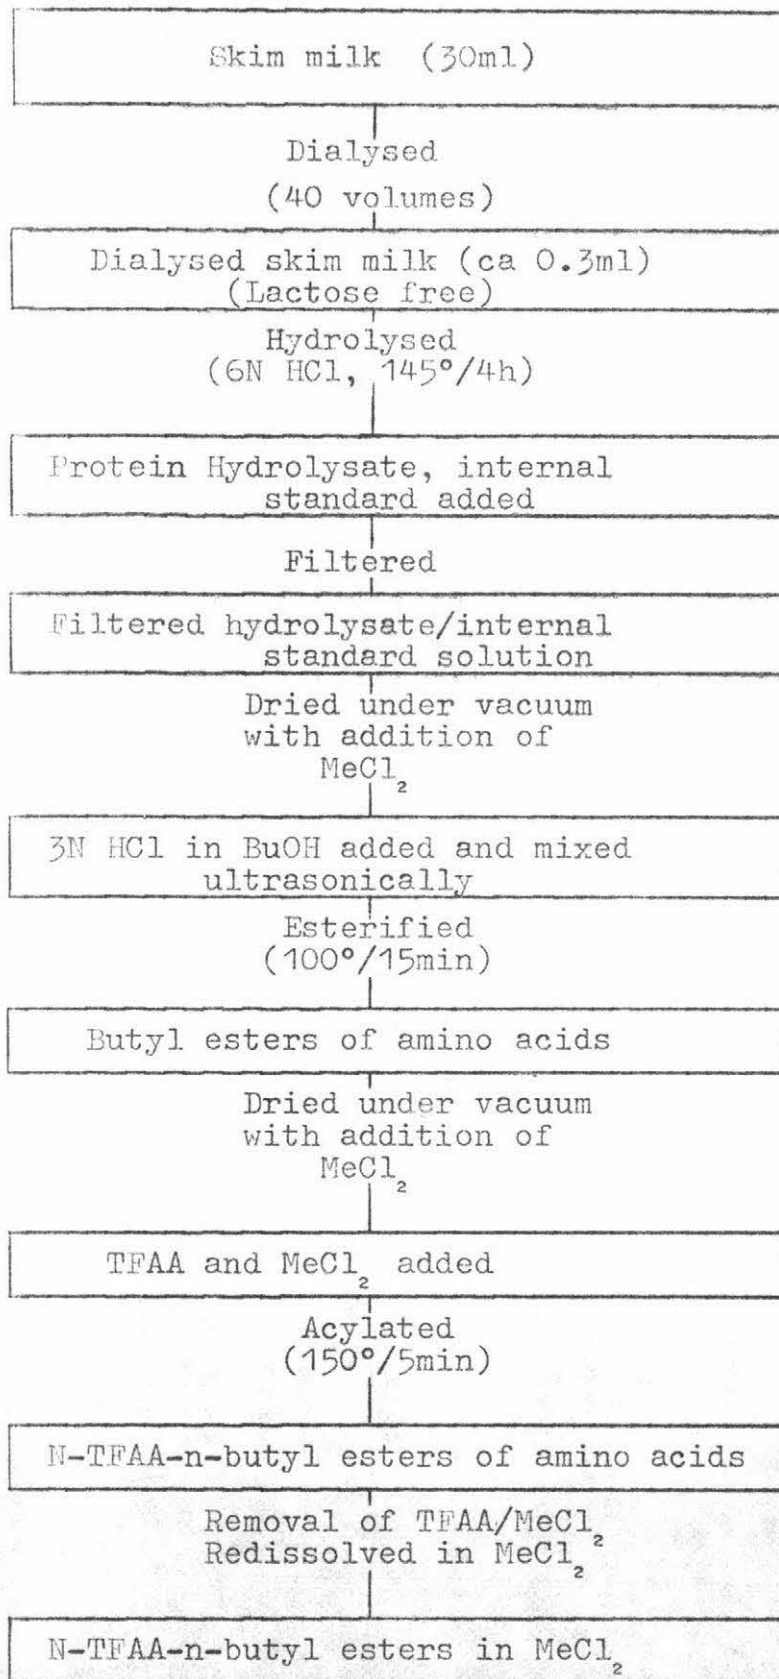 Skim milk (30ml)
Dialysed
(40 volumes)
Dialysed skim milk (ca 0.3ml)
(Lactose free)
Hydrolysed
(6N HCl, 145°/4h)
Protein Hydrolysate, internal
standard added
Filtered
Filtered hydrolysate/internal
standard solution
Dried under vacuum
with addition of
MeCl₂
3N HCl in BuOH added and mixed
ultrasonically
Esterified
(100°/15min)
Butyl esters of amino acids
Dried under vacuum
with addition of
MeCl₂
TFAA and MeCl₂ added
Acylated
(150°/5min)
N-TFAA-n-butyl esters of amino acids
Removal of TFAA/MeCl₂
Redissolved in MeCl₂
N-TFAA-n-butyl esters in MeCl₂